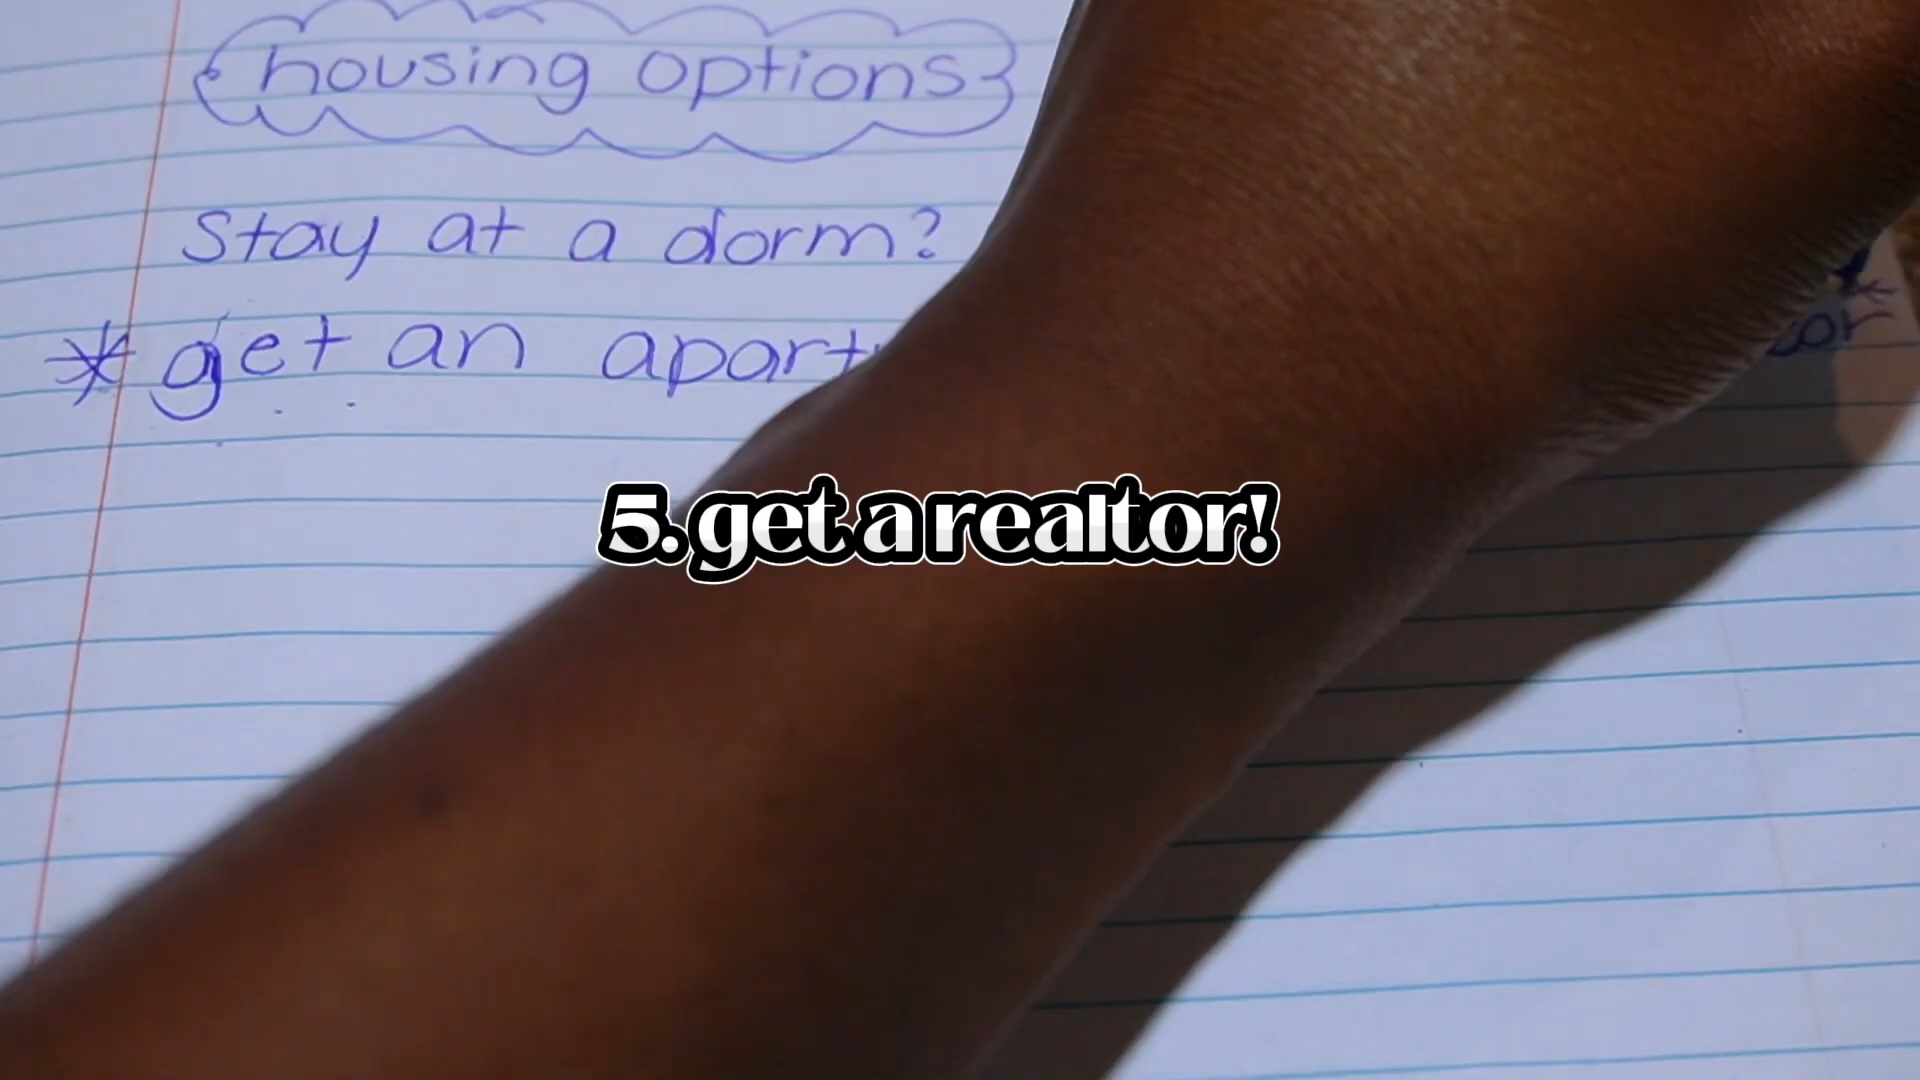 housing options
stay at a dorm?
* get an apart
5. get a realtor!